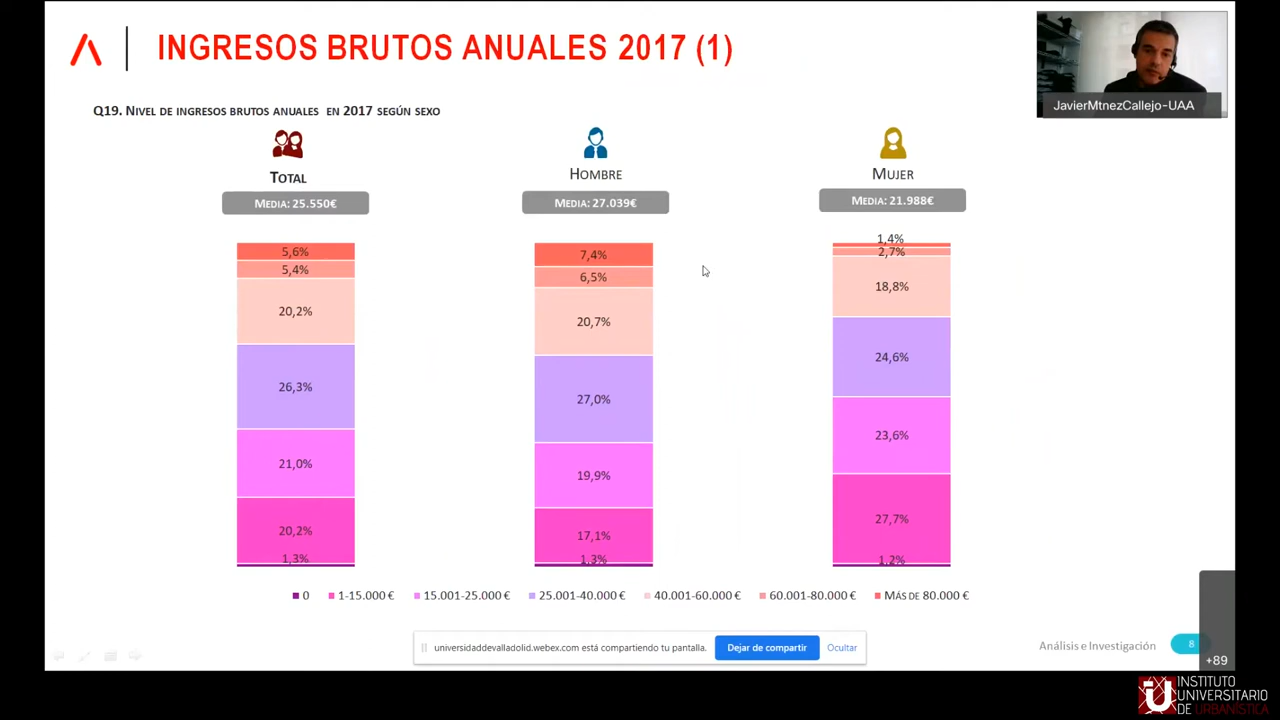 INGRESOS BRUTOS ANUALES 2017 (1)
JavierMtnezCallejo-UAA
Q19. NIVEL DE INGRESOS BRUTOS ANUALES EN 2017 SEGÚN SEXO
TOTAL
HOMBRE
MUJER
MEDIA: 25.550€
MEDIA: 27.039€
MEDIA: 21.988€
5,6%
5,4%
20,2%
26,3%
21,0%
20,2%
1,3%
7,4%
6,5%
20,7%
27,0%
19,9%
17,1%
1,3%
1,4%
2,7%
18,8%
24,6%
23,6%
27,7%
1,2%
0
1-15.000 €
15.001-25.000 €
25.001-40.000 €
40.001-60.000 €
60.001-80.000 €
MÁS DE 80.000 €
universidaddevalladolid.webex.com está compartiendo tu pantalla.
Dejar de compartir
Ocultar
Análisis e Investigación
8
+89
INSTITUTO
UNIVERSITARIO
DE URBANÍSTICA